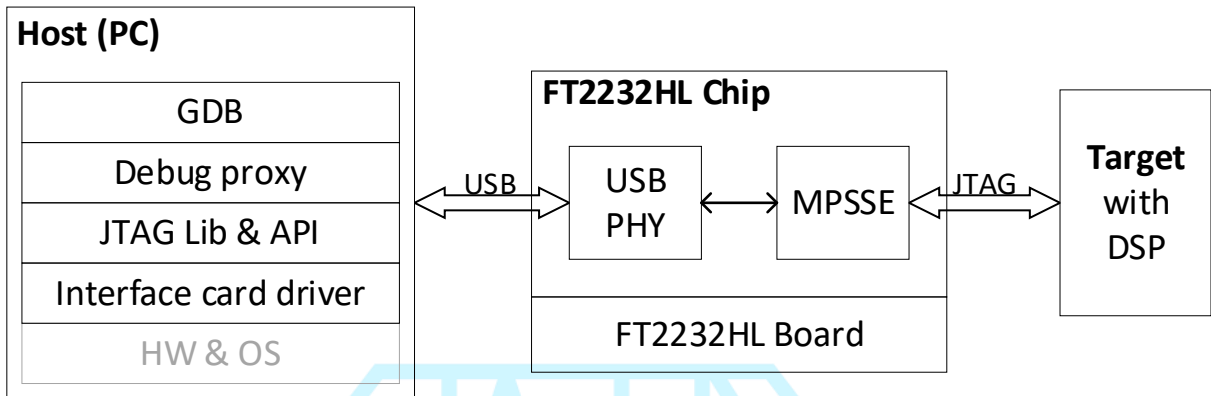 Host (PC)
GDB
Debug proxy
JTAG Lib & API
Interface card driver
HW & OS
USB
FT2232HL Chip
USB
PHY
MPSSE
FT2232HL Board
JTAG
Target
with
DSP